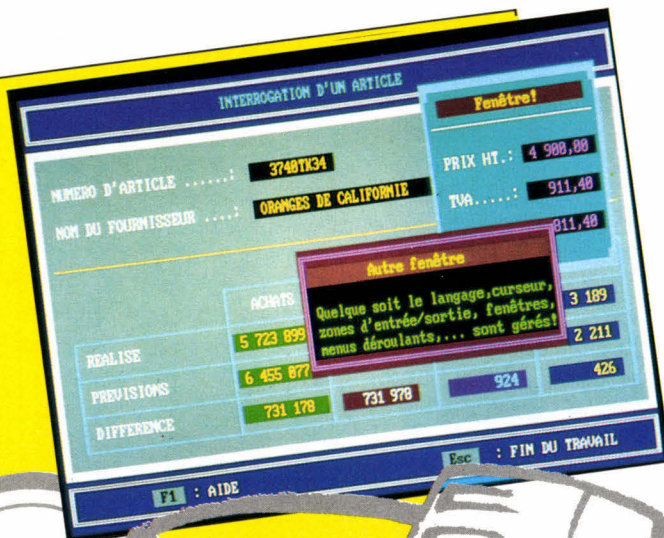 INTERROGATION D'UN ARTICLE
Fenêtre!
NUMERO D'ARTICLE ......: 3740TK34
PRIX HT.: 4 900,00
NOM DU FOURNISSEUR ....: ORANGES DE CALIFORNIE
TVA.....: 911,40
811,40
Autre fenêtre
Quelque soit le langage,curseur,
zones d'entrée/sortie, fenêtres,
menus déroulants,... sont gérés!
ACHATS
REALISE 5 723 899 3 189
PREVISIONS 6 455 077 2 211
DIFFERENCE 731 178 731 978 924 426
F1 : AIDE
Esc : FIN DU TRAVAIL